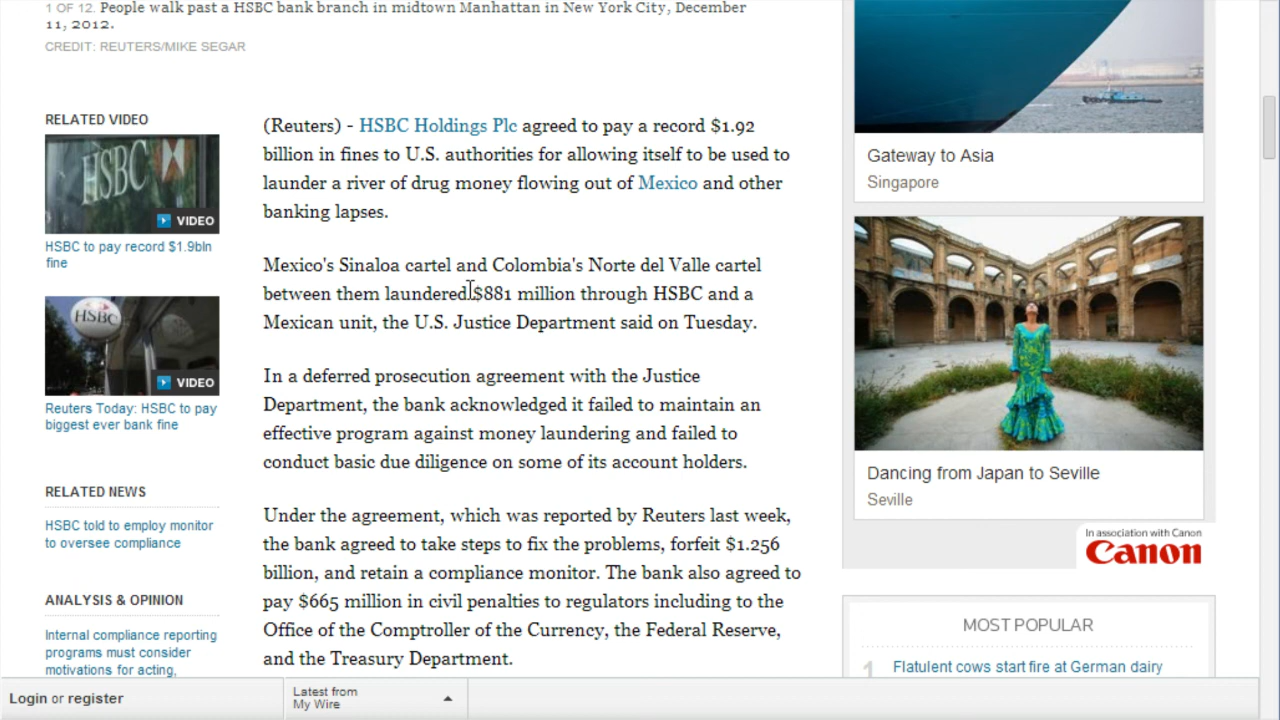 1 OF 12. People walk past a HSBC bank branch in midtown Manhattan in New York City, December
11, 2012.
CREDIT: REUTERS/MIKE SEGAR
RELATED VIDEO
HSBC
VIDEO
HSBC to pay record $1.9bln
fine
HSBC
VIDEO
Reuters Today: HSBC to pay
biggest ever bank fine
RELATED NEWS
HSBC told to employ monitor
to oversee compliance
ANALYSIS & OPINION
Internal compliance reporting
programs must consider
motivations for acting,
(Reuters) - HSBC Holdings Plc agreed to pay a record $1.92
billion in fines to U.S. authorities for allowing itself to be used to
launder a river of drug money flowing out of Mexico and other
banking lapses.
Mexico's Sinaloa cartel and Colombia's Norte del Valle cartel
between them laundered $881 million through HSBC and a
Mexican unit, the U.S. Justice Department said on Tuesday.
In a deferred prosecution agreement with the Justice
Department, the bank acknowledged it failed to maintain an
effective program against money laundering and failed to
conduct basic due diligence on some of its account holders.
Under the agreement, which was reported by Reuters last week,
the bank agreed to take steps to fix the problems, forfeit $1.256
billion, and retain a compliance monitor. The bank also agreed to
pay $665 million in civil penalties to regulators including to the
Office of the Comptroller of the Currency, the Federal Reserve,
and the Treasury Department.
Gateway to Asia
Singapore
Dancing from Japan to Seville
Seville
In association with Canon
Canon
MOST POPULAR
1 Flatulent cows start fire at German dairy
Login or register
Latest from
My Wire